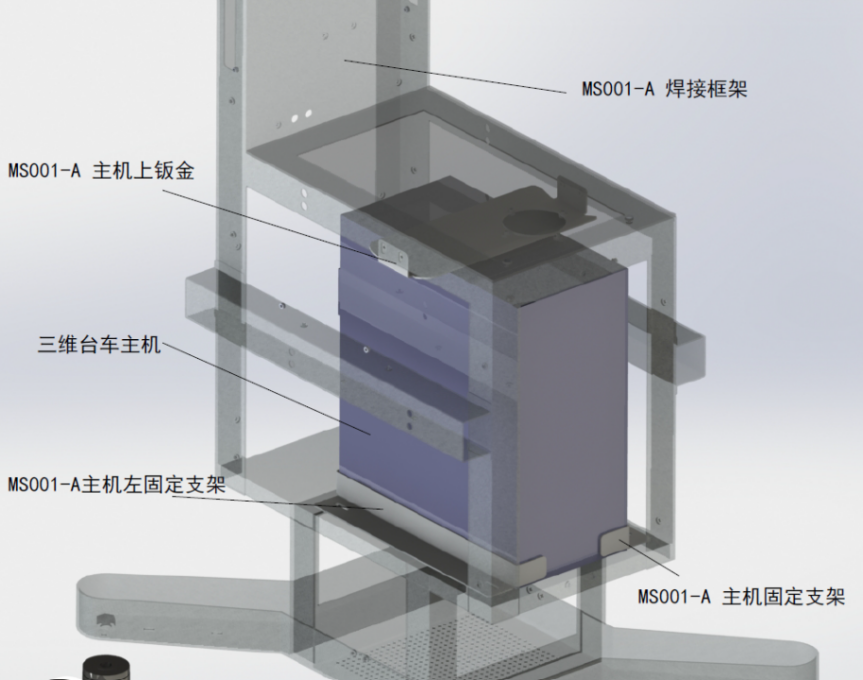 MS001-A 焊接框架
MS001-A 主机上钣金
三维台车主机
MS001-A主机左固定支架
MS001-A 主机固定支架